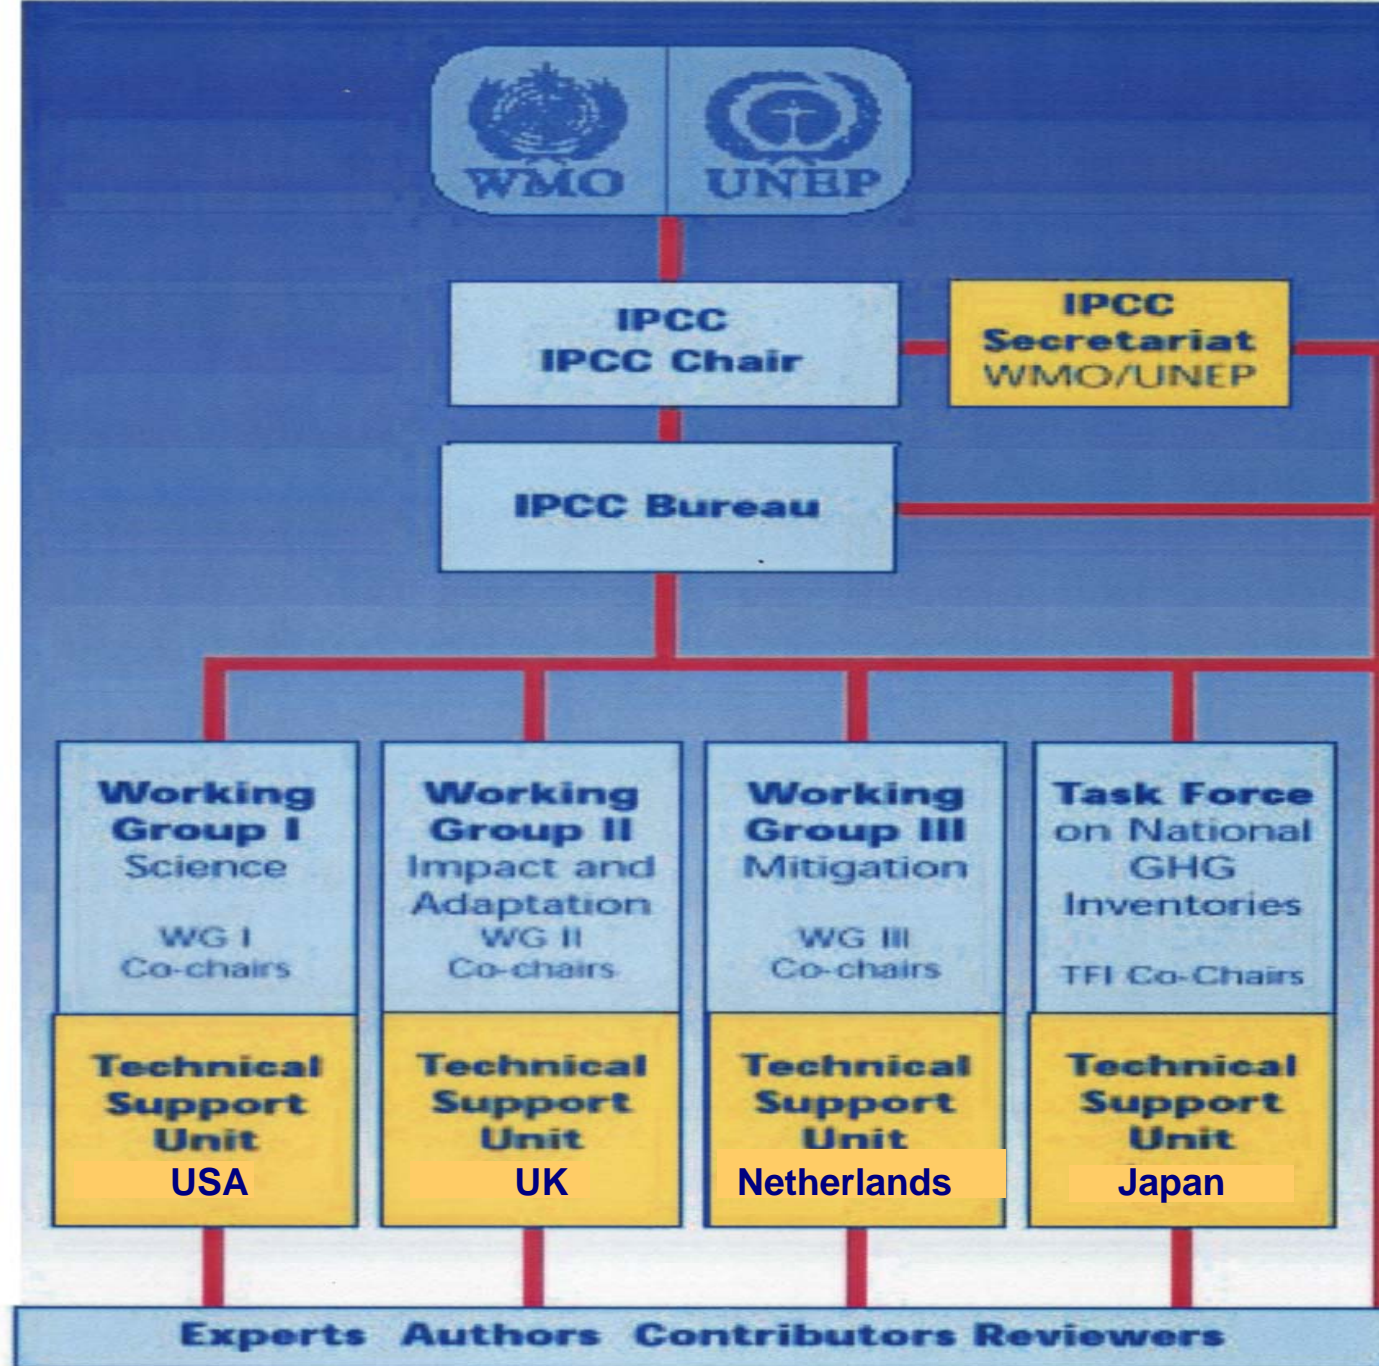 WMO
UNEP
IPCC
IPCC Chair
IPCC
Secretariat
WMO/UNEP
IPCC Bureau
Working
Group I
Science
WG I
Co-chairs
Technical
Support
Unit
USA
Working
Group II
Impact and
Adaptation
WG II
Co-chairs
Technical
Support
Unit
UK
Working
Group III
Mitigation
WG III
Co-chairs
Technical
Support
Unit
Netherlands
Task Force
on National
GHG
Inventories
TFI Co-Chairs
Technical
Support
Unit
Japan
Experts Authors Contributors Reviewers